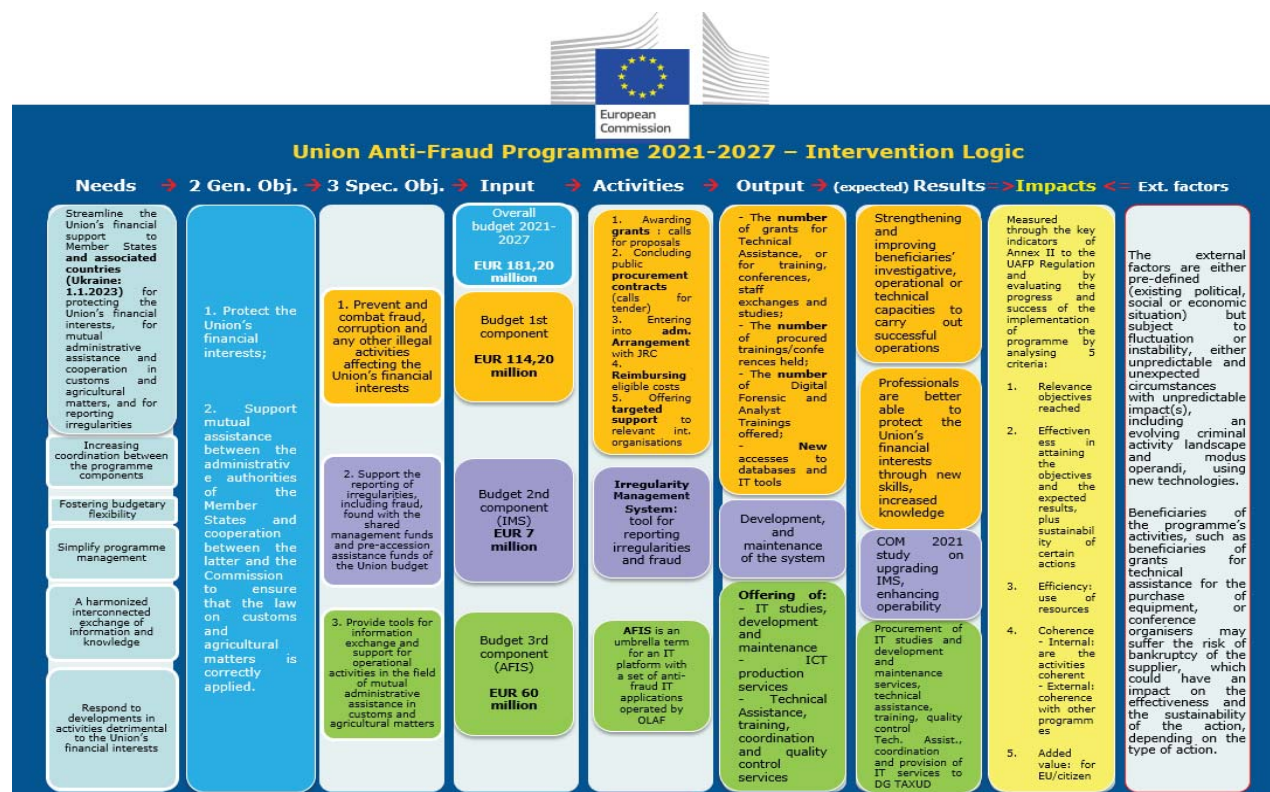 European
Commission
Union Anti-Fraud Programme 2021-2027 – Intervention Logic
Needs → 2 Gen. Obj. → 3 Spec. Obj. → Input → Activities → Output → (expected) Results =>Impacts <= Ext. factors
Streamline the
Union's financial
support to
Member States
and associated
countries
(Ukraine:
1.1.2023) for
protecting the
Union's financial
interests, for
mutual
administrative
assistance and
cooperation in
customs and
agricultural
matters, and for
reporting
irregularities
Increasing
coordination between
the programme
components
Fostering budgetary
flexibility
Simplify programme
management
A harmonized
interconnected
exchange of
information and
knowledge
Respond to
developments in
activities detrimental
to the Union's
financial interests
1. Protect the
Union's
financial
interests;
2. Support
mutual
assistance
between the
administrativ
e authorities
of the
Member
States and
cooperation
between the
latter and the
Commission
to ensure
that the law
on customs
and
agricultural
matters is
correctly
applied.
1. Prevent and
combat fraud,
corruption and
any other illegal
activities
affecting the
Union's financial
interests
2. Support the
reporting of
irregularities,
including fraud,
found with the
shared
management funds
and pre-accession
assistance funds of
the Union budget
3. Provide tools for
information
exchange and
support for
operational
activities in the field
of mutual
administrative
assistance in
customs and
agricultural matters
Overall
budget 2021-
2027
EUR 181,20
million
Budget 1st
component
EUR 114,20
million
Budget 2nd
component
(IMS)
EUR 7
million
Budget 3rd
component
(AFIS)
EUR 60
million
1. Awarding
grants : calls
for proposals
2. Concluding
public
procurement
contracts
(calls for
tender)
3. Entering
into adm.
Arrangement
with JRC
4.
Reimbursing
eligible costs
5. Offering
targeted
support to
relevant int.
organisations
Irregularity
Management
System:
tool for
reporting
irregularities
and fraud
AFIS is an
umbrella term
for an IT
platform with
a set of anti-
fraud IT
applications
operated by
OLAF
- The number
of grants for
Technical
Assistance, or
for training,
conferences,
staff
exchanges and
studies;
- The number
of procured
trainings/confe
rences held;
- The number
of Digital
Forensic and
Analyst
Trainings
offered;
- New
accesses to
databases and
IT tools
Development,
and
maintenance
of the system
Offering of:
- IT studies,
development
and
maintenance
- ICT
production
services
- Technical
Assistance,
training,
coordination
and quality
control
services
Strengthening
and
improving
beneficiaries'
investigative,
operational or
technical
capacities to
carry out
successful
operations
Professionals
are better
able to
protect the
Union's
financial
interests
through new
skills,
increased
knowledge
COM 2021
study on
upgrading
IMS,
enhancing
operability
Procurement of
IT studies and
development
and
maintenance
services,
technical
assistance,
training, quality
control
Tech. Assist.,
coordination
and provision of
IT services to
DG TAXUD
Measured
through the key
indicators of
Annex II to the
UAFP Regulation
and by
evaluating the
progress and
success of the
implementation
of the
programme by
analysing 5
criteria:
1. Relevance
objectives
reached
2. Effectiven
ess in
attaining
the
objectives
and the
expected
results,
plus
sustainabil
ity of
certain
actions
3. Efficiency:
use of
resources
4. Coherence
- Internal:
are the
activities
coherent
- External:
coherence
with other
programm
es
5. Added
value: for
EU/citizen
The external
factors are either
pre-defined
(existing political,
social or economic
situation) but
subject to
fluctuation or
instability, either
unpredictable and
unexpected
circumstances
with unpredictable
impact(s),
including an
evolving criminal
activity landscape
and modus
operandi, using
new technologies.
Beneficiaries of
the programme's
activities, such as
beneficiaries of
grants for
technical
assistance for the
purchase of
equipment, or
conference
organisers may
suffer the risk of
bankruptcy of the
supplier, which
could have an
impact on the
effectiveness and
the sustainability
of the action,
depending on the
type of action.